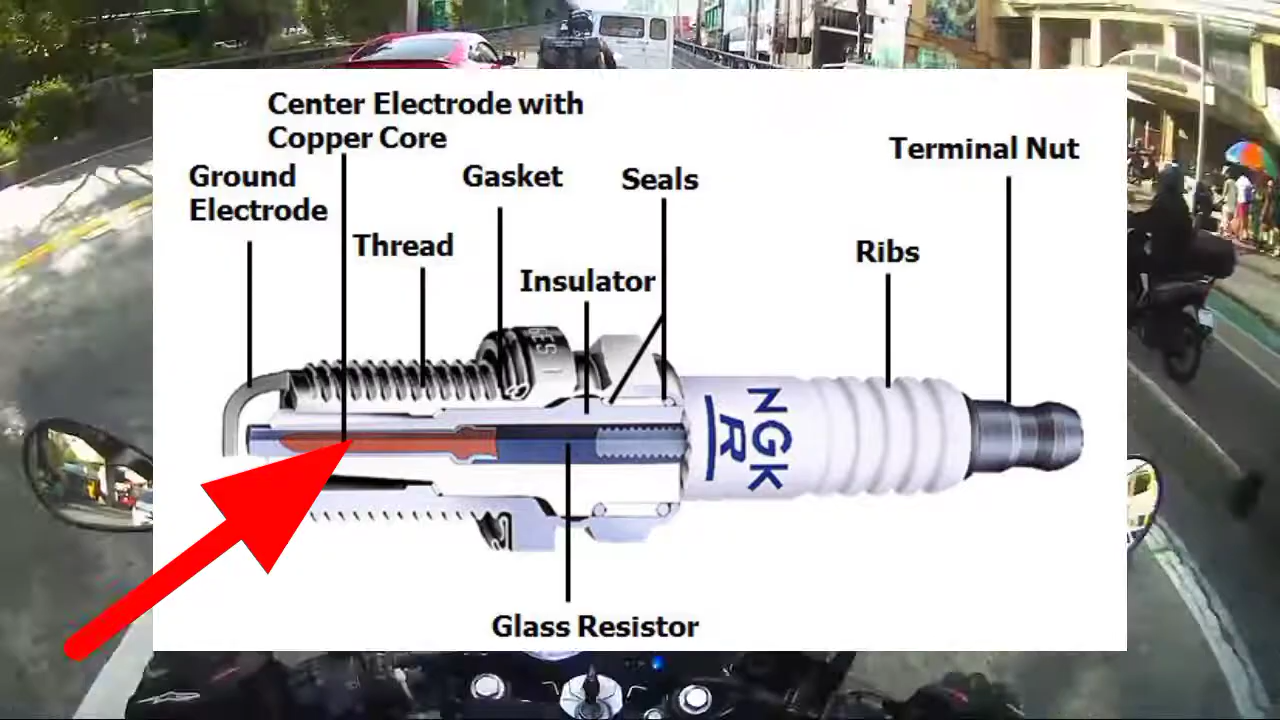 Center Electrode with
Copper Core
Terminal Nut
Ground
Electrode
Gasket
Seals
Thread
Ribs
Insulator
NGK
R
Glass Resistor